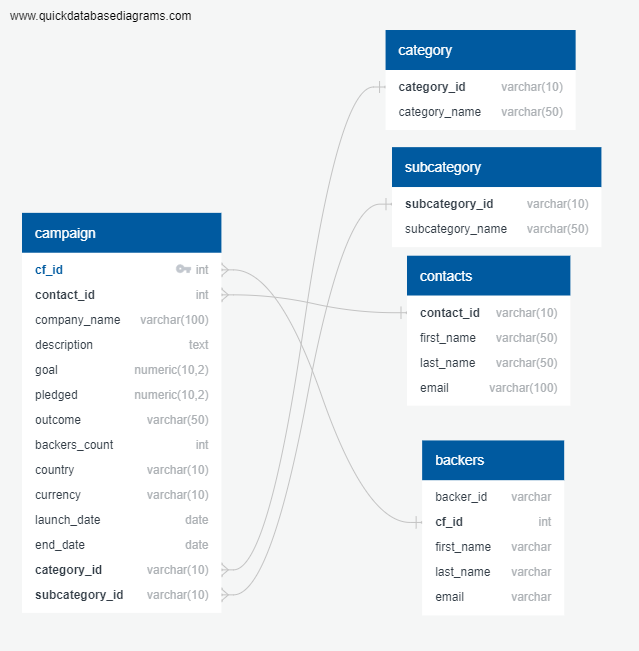 www.quickdatabasediagrams.com
category
category_id varchar(10)
category_name varchar(50)
subcategory
subcategory_id varchar(10)
subcategory_name varchar(50)
campaign
cf_id int
contact_id int
company_name varchar(100)
description text
goal numeric(10,2)
pledged numeric(10,2)
outcome varchar(50)
backers_count int
country varchar(10)
currency varchar(10)
launch_date date
end_date date
category_id varchar(10)
subcategory_id varchar(10)
contacts
contact_id varchar(10)
first_name varchar(50)
last_name varchar(50)
email varchar(100)
backers
backer_id varchar
cf_id int
first_name varchar
last_name varchar
email varchar